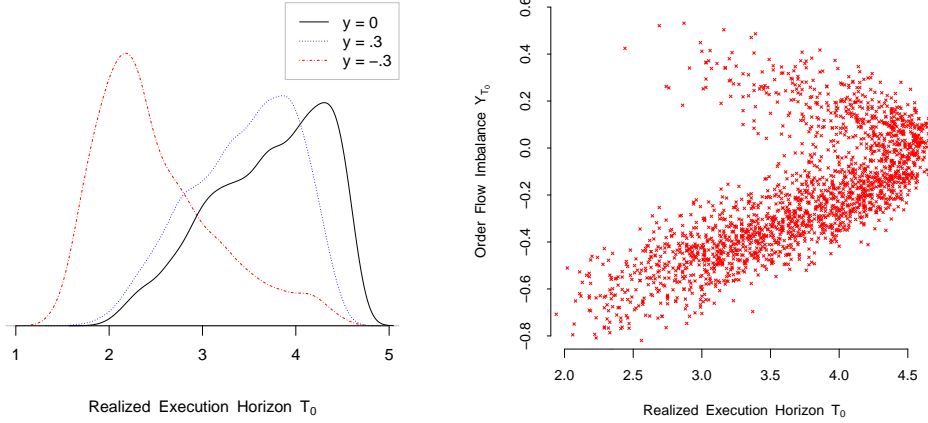 y = 0
y = .3
y = −.3
1 2 3 4 5
Realized Execution Horizon T₀
0.6
0.4
0.2
0.0
−0.2
−0.4
−0.6
−0.8
Order Flow Imbalance Y_T₀
2.0 2.5 3.0 3.5 4.0 4.5
Realized Execution Horizon T₀